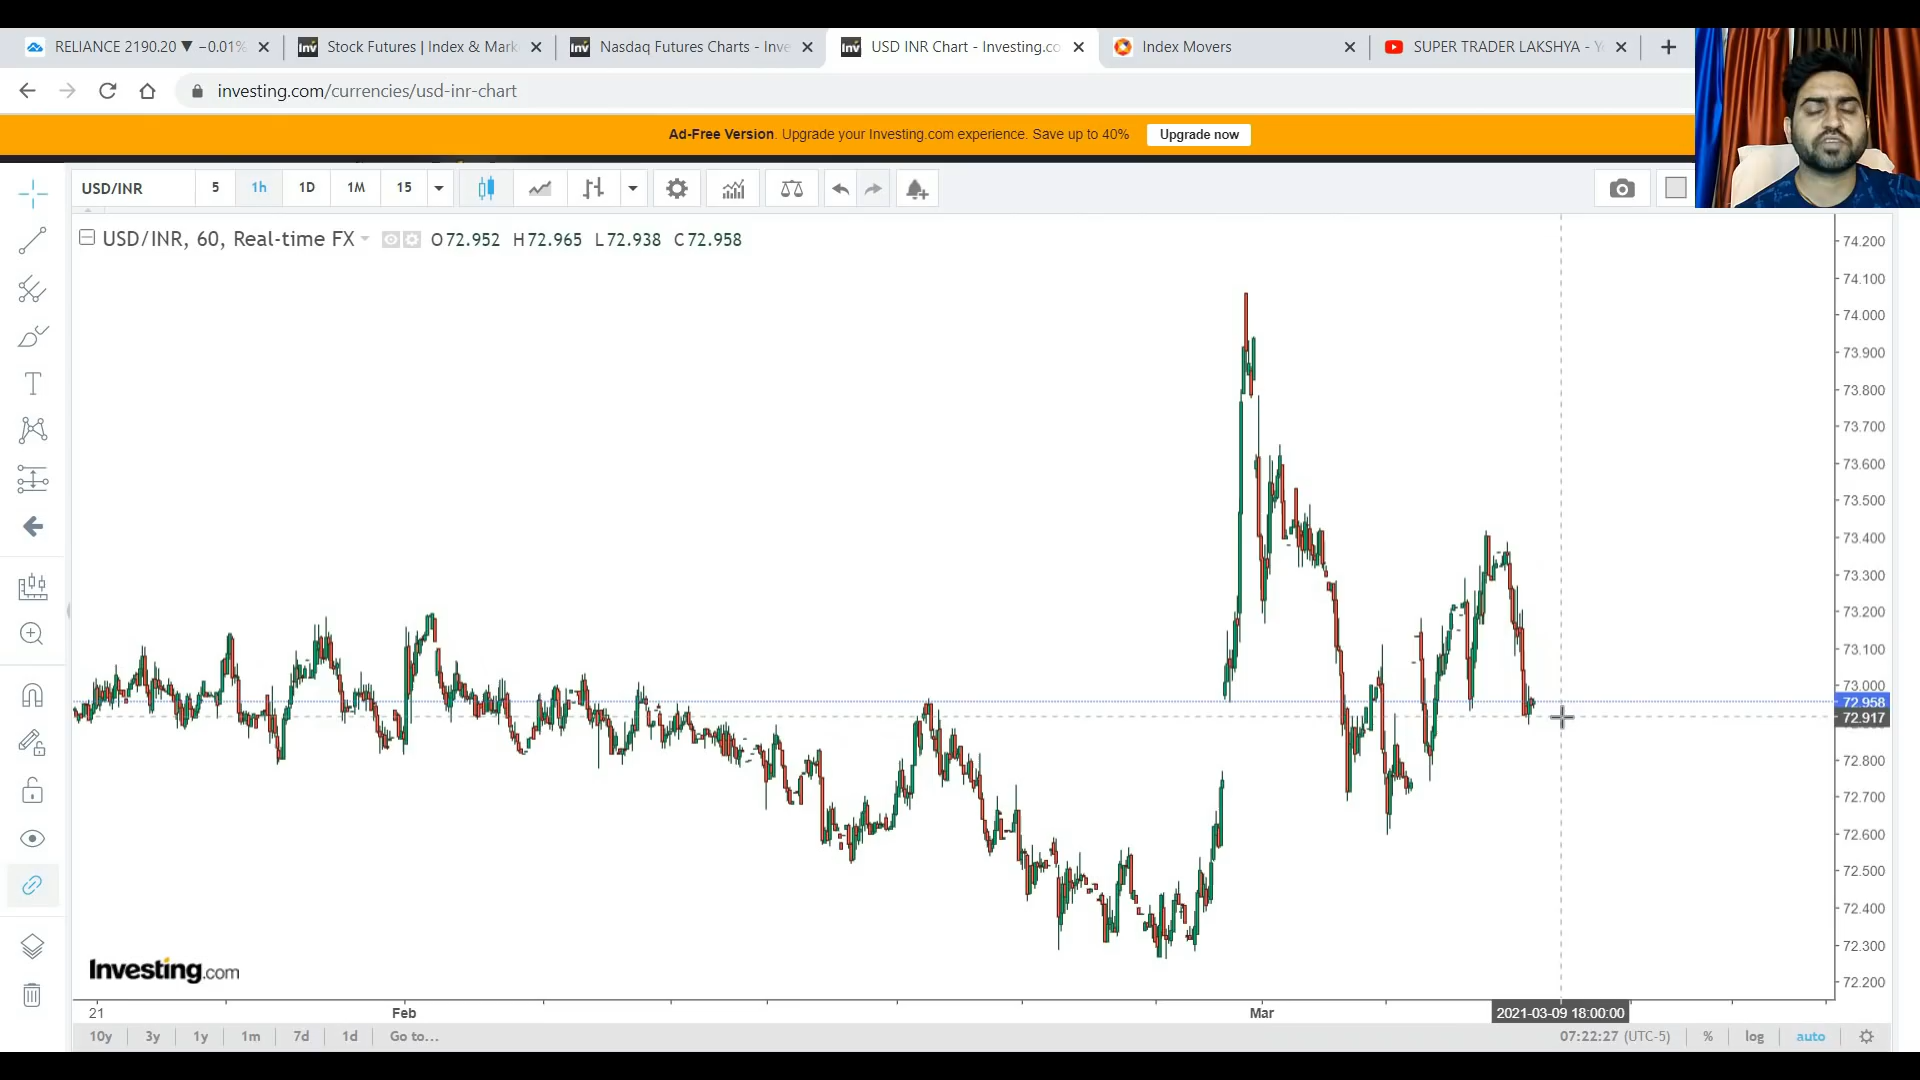 RELIANCE 2190.20 ▼ −0.01%
Stock Futures | Index & Mark
Nasdaq Futures Charts - Inve
USD INR Chart - Investing.co
Index Movers
SUPER TRADER LAKSHYA - Y
investing.com/currencies/usd-inr-chart
Ad-Free Version. Upgrade your Investing.com experience. Save up to 40%
Upgrade now
USD/INR
5
1h
1D
1M
15
USD/INR, 60, Real-time FX
O72.952 H72.965 L72.938 C72.958
74.200
74.100
74.000
73.900
73.800
73.700
73.600
73.500
73.400
73.300
73.200
73.100
73.000
72.958
72.917
72.800
72.700
72.600
72.500
72.400
72.300
72.200
Investing.com
21
Feb
Mar
2021-03-09 18:00:00
10y
3y
1y
1m
7d
1d
Go to...
07:22:27 (UTC-5)
%
log
auto